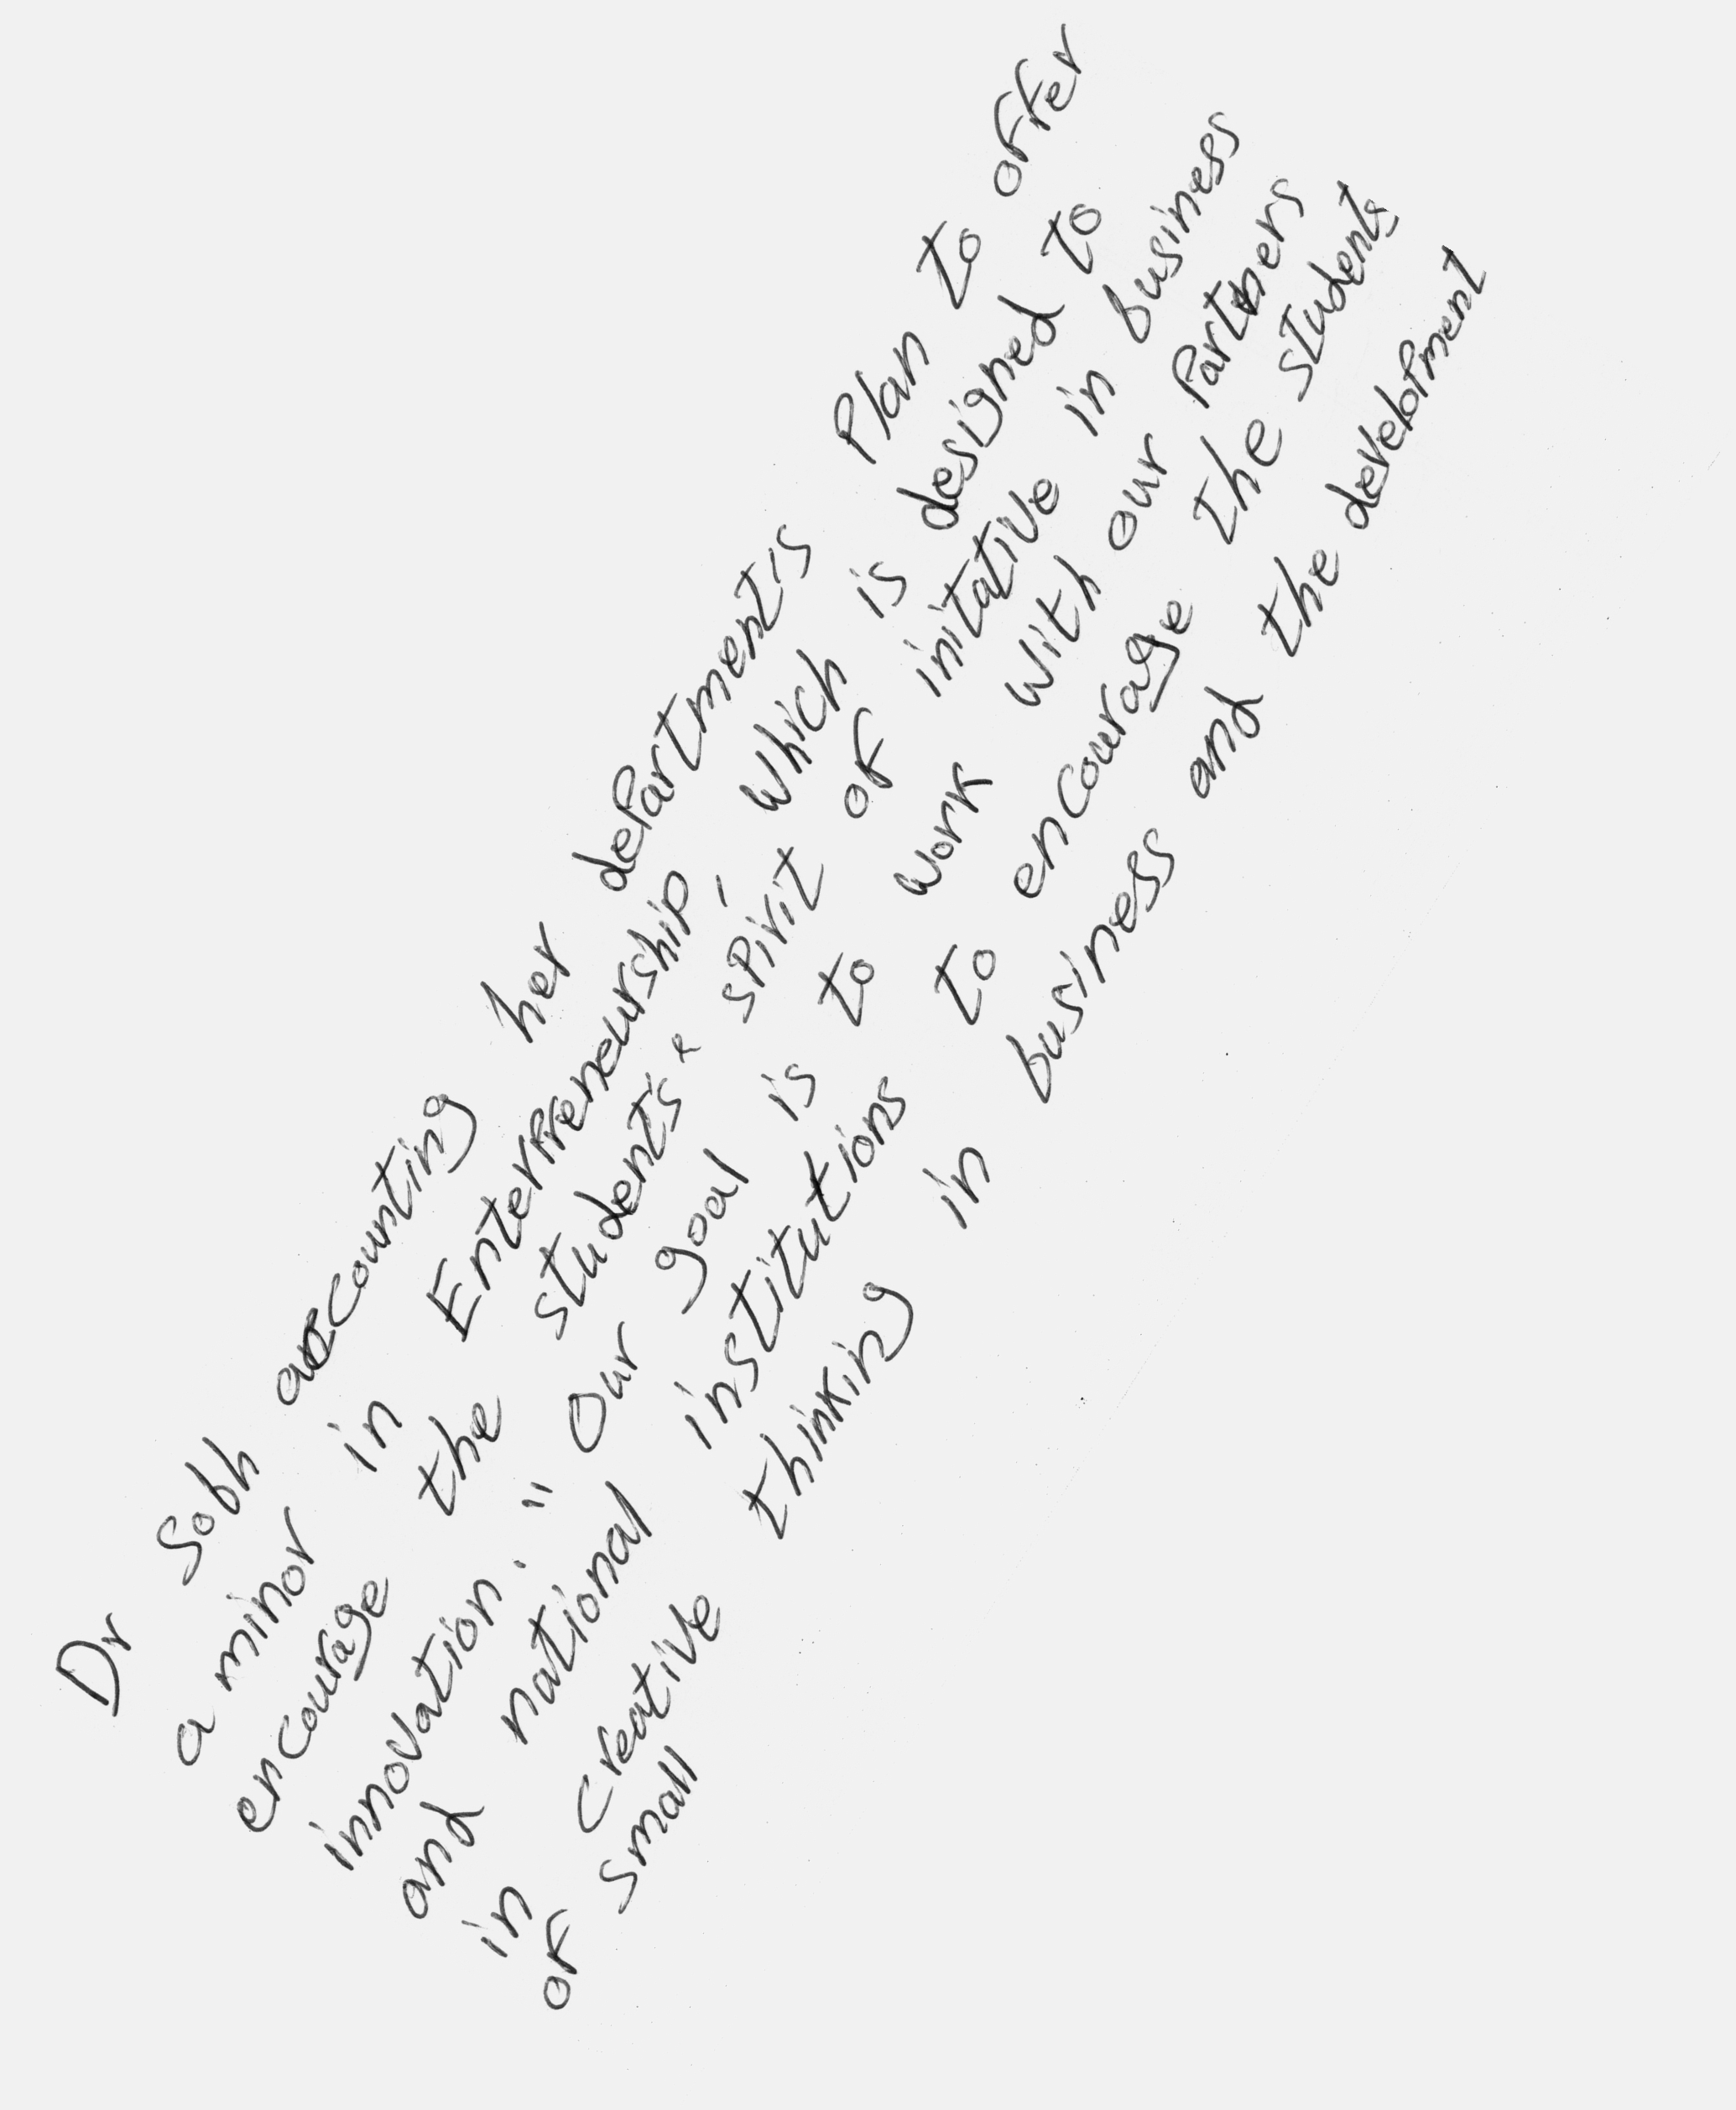 Dr Sobh accounting her department's Plan to offer
a minor in Enterpreneurship, which is designed to
encourage the students' spirit of initative in business
innovation. "Our goal is to work with our Partners
and national institutions to encourage the students
in creative thinking in business and the development
of small